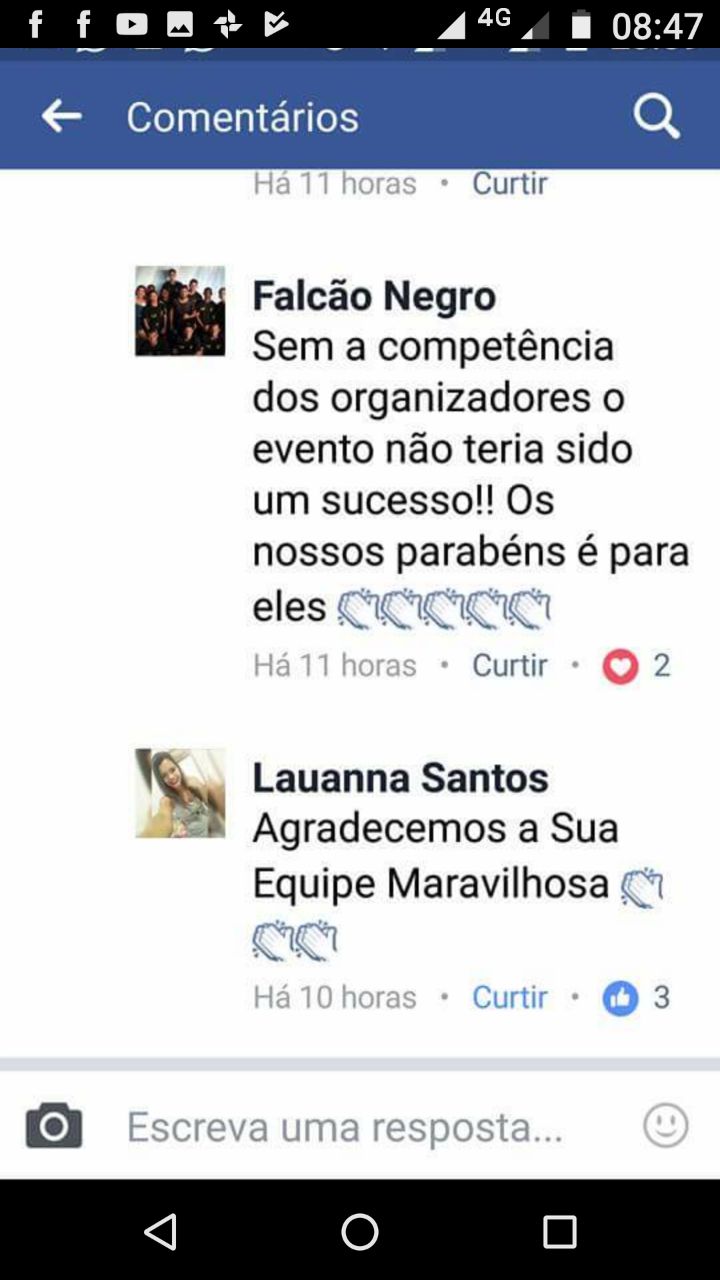 4G 08:47
Comentários
Há 11 horas • Curtir
Falcão Negro
Sem a competência
dos organizadores o
evento não teria sido
um sucesso!! Os
nossos parabéns é para
eles
Há 11 horas • Curtir • 2
Lauanna Santos
Agradecemos a Sua
Equipe Maravilhosa
Há 10 horas • Curtir • 3
Escreva uma resposta...